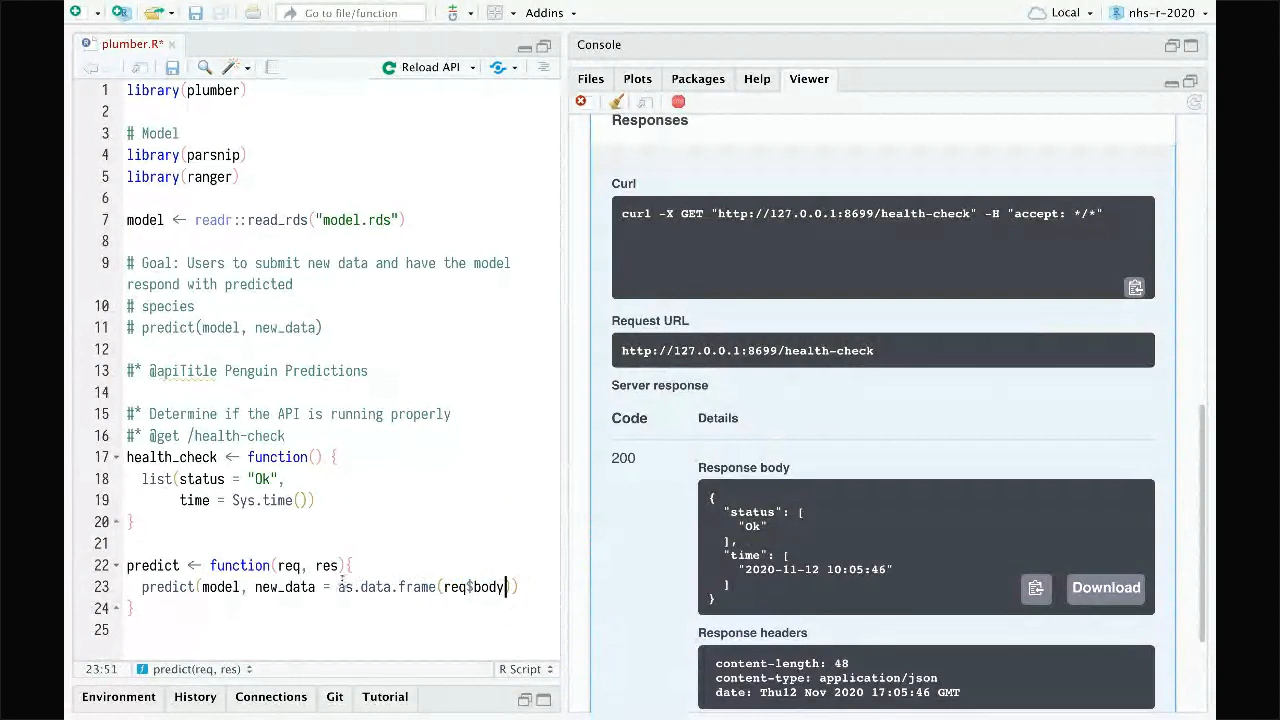 Go to file/function
Addins
Local
nhs-r-2020
plumber.R*
Reload API
1 library(plumber)
2
3 # Model
4 library(parsnip)
5 library(ranger)
6
7 model ← readr::read_rds("model.rds")
8
9 # Goal: Users to submit new data and have the model
respond with predicted
10 # species
11 # predict(model, new_data)
12
13 #* @apiTitle Penguin Predictions
14
15 #* Determine if the API is running properly
16 #* @get /health-check
17 health_check ← function() {
18 list(status = "Ok",
19 time = Sys.time())
20 }
21
22 predict ← function(req, res){
23 predict(model, new_data = as.data.frame(req$body))
24 }
25
23:51 predict(req, res) R Script
Environment History Connections Git Tutorial
Console
Files Plots Packages Help Viewer
Responses
Curl
curl -X GET "http://127.0.0.1:8699/health-check" -H "accept: */*"
Request URL
http://127.0.0.1:8699/health-check
Server response
Code Details
200
Response body
{
"status": [
"Ok"
],
"time": [
"2020-11-12 10:05:46"
]
}
Download
Response headers
content-length: 48
content-type: application/json
date: Thu12 Nov 2020 17:05:46 GMT